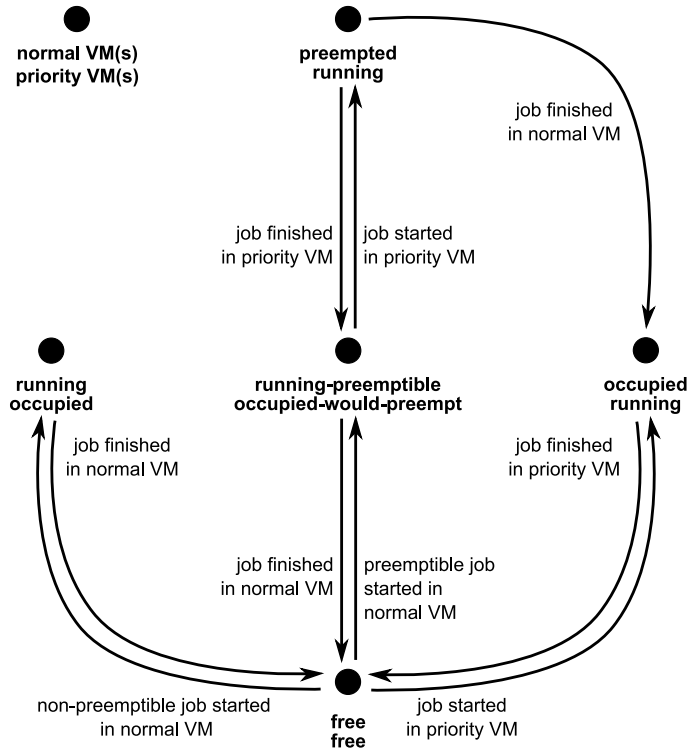 normal VM(s)
priority VM(s)
preempted
running
job finished
in normal VM
job finished
in priority VM
job started
in priority VM
running
occupied
running-preemptible
occupied-would-preempt
occupied
running
job finished
in normal VM
job finished
in priority VM
job finished
in normal VM
preemptible job
started in
normal VM
non-preemptible job started
in normal VM
free
free
job started
in priority VM